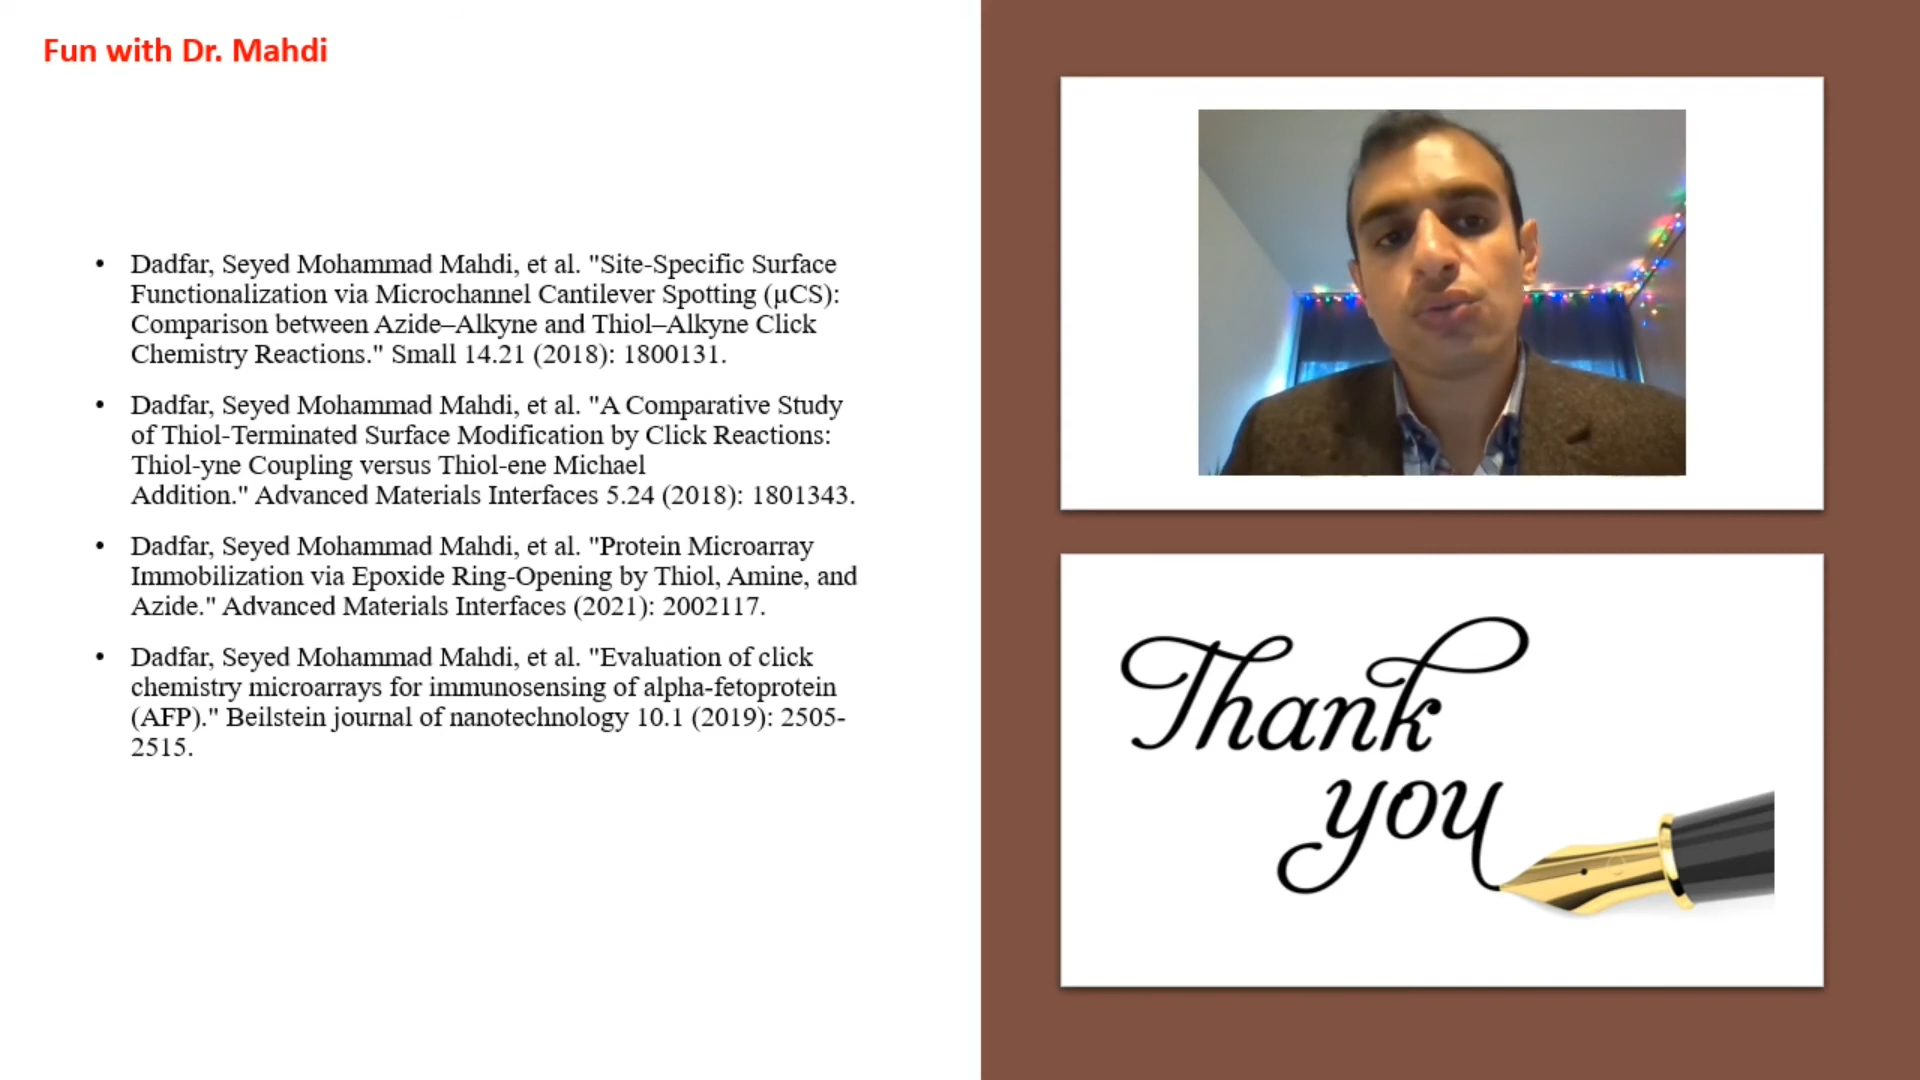 Fun with Dr. Mahdi
• Dadfar, Seyed Mohammad Mahdi, et al. "Site-Specific Surface
Functionalization via Microchannel Cantilever Spotting (µCS):
Comparison between Azide–Alkyne and Thiol–Alkyne Click
Chemistry Reactions." Small 14.21 (2018): 1800131.
• Dadfar, Seyed Mohammad Mahdi, et al. "A Comparative Study
of Thiol-Terminated Surface Modification by Click Reactions:
Thiol-yne Coupling versus Thiol-ene Michael
Addition." Advanced Materials Interfaces 5.24 (2018): 1801343.
• Dadfar, Seyed Mohammad Mahdi, et al. "Protein Microarray
Immobilization via Epoxide Ring-Opening by Thiol, Amine, and
Azide." Advanced Materials Interfaces (2021): 2002117.
• Dadfar, Seyed Mohammad Mahdi, et al. "Evaluation of click
chemistry microarrays for immunosensing of alpha-fetoprotein
(AFP)." Beilstein journal of nanotechnology 10.1 (2019): 2505-
2515.
Thank
you